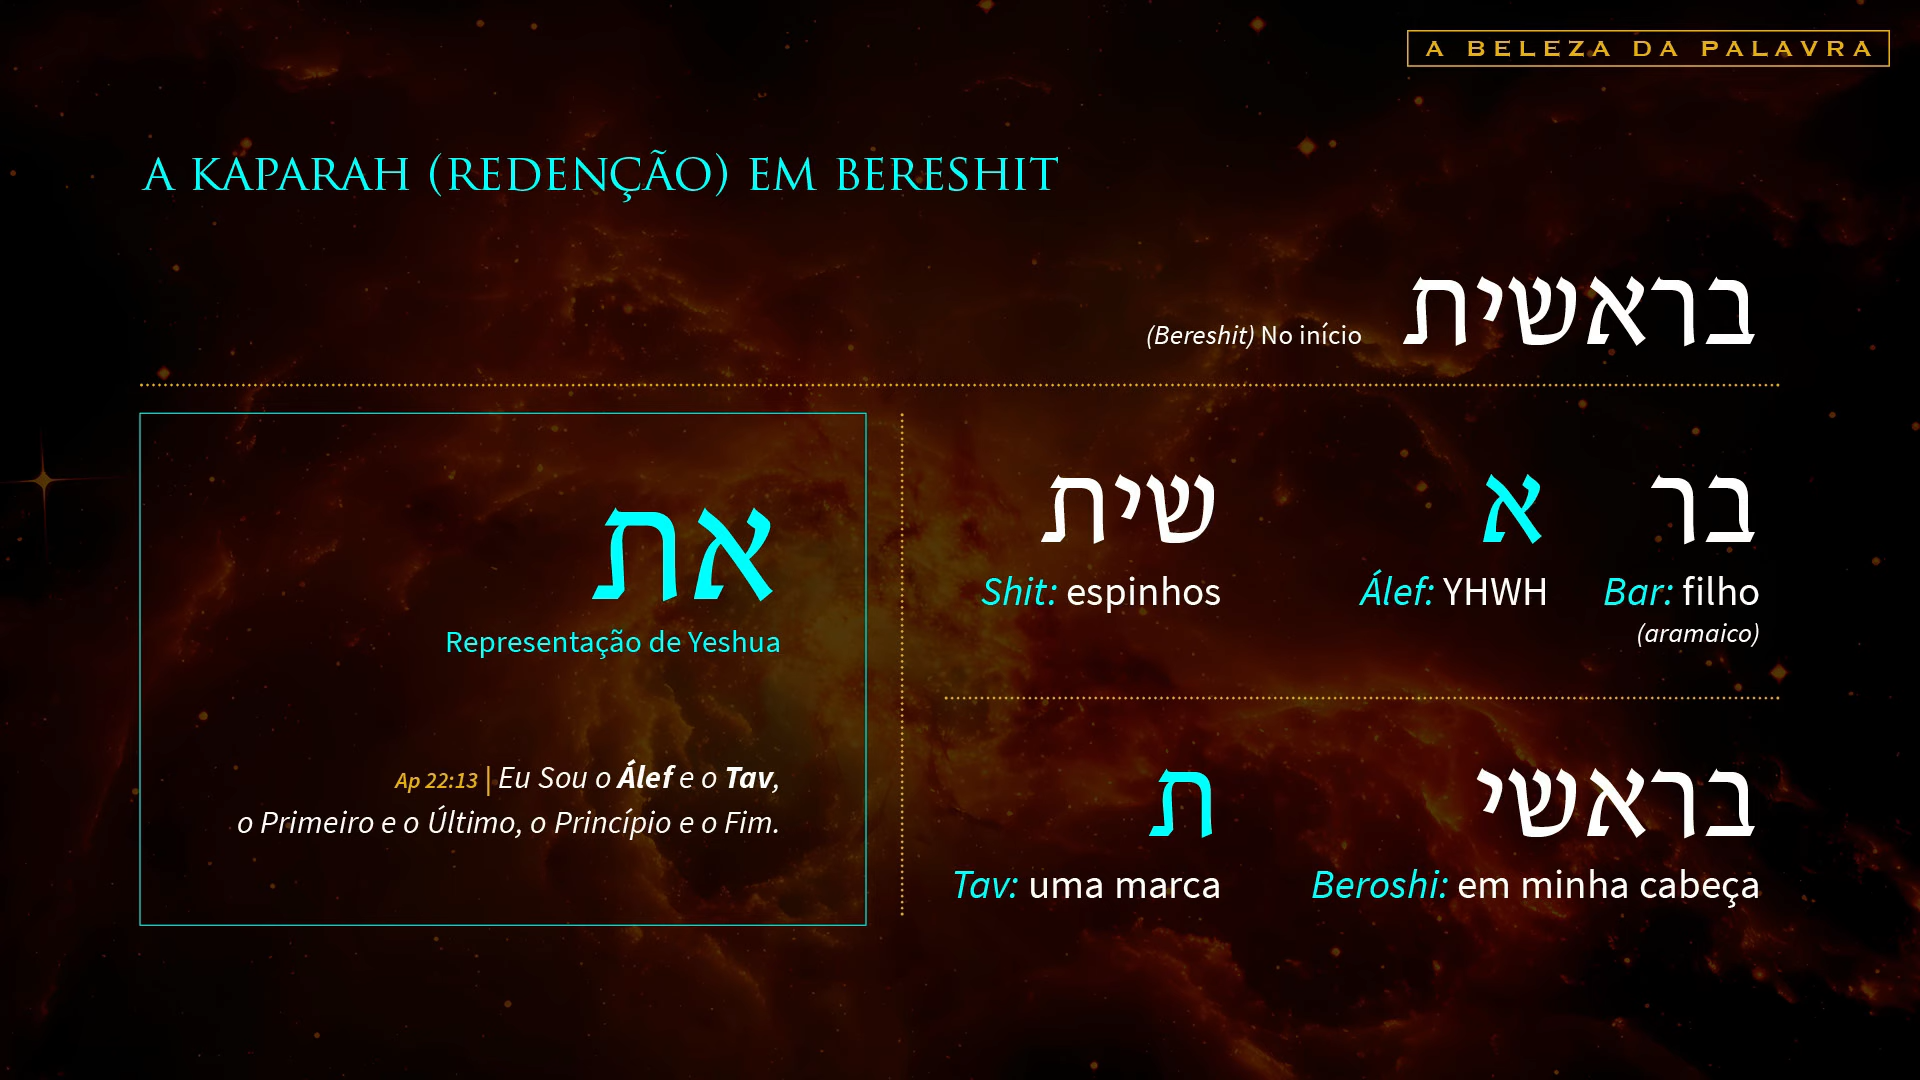 A BELEZA DA PALAVRA
A KAPARAH (REDENÇÃO) EM BERESHIT
בראשית
(Bereshit) No início
בר א שית
Bar: filho
(aramaico)
Álef: YHWH
Shit: espinhos
בראשי ת
Beroshi: em minha cabeça
Tav: uma marca
את
Representação de Yeshua
Ap 22:13 | Eu Sou o Álef e o Tav,
o Primeiro e o Último, o Princípio e o Fim.